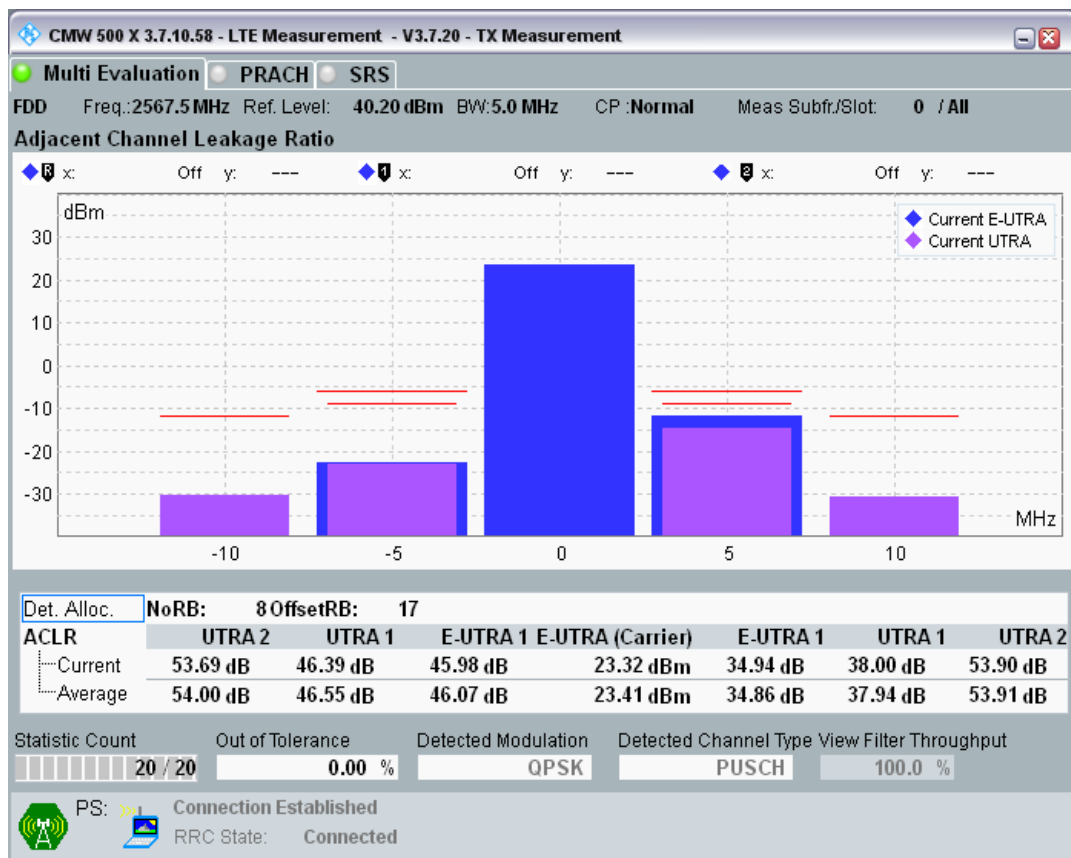 CMW 500 X 3.7.10.58 - LTE Measurement - V3.7.20 - TX Measurement
Multi Evaluation PRACH SRS
FDD Freq.:2567.5 MHz Ref. Level: 40.20 dBm BW:5.0 MHz CP :Normal Meas Subfr./Slot: 0 / All
Adjacent Channel Leakage Ratio
R x: Off y: --- 1 x: Off y: --- 2 x: Off y: ---
dBm
Current E-UTRA
Current UTRA
30
20
10
0
-10
-20
-30
MHz
-10 -5 0 5 10
Det. Alloc. NoRB: 8 OffsetRB: 17
ACLR UTRA 2 UTRA 1 E-UTRA 1 E-UTRA (Carrier) E-UTRA 1 UTRA 1 UTRA 2
Current 53.69 dB 46.39 dB 45.98 dB 23.32 dBm 34.94 dB 38.00 dB 53.90 dB
Average 54.00 dB 46.55 dB 46.07 dB 23.41 dBm 34.86 dB 37.94 dB 53.91 dB
Statistic Count Out of Tolerance Detected Modulation Detected Channel Type View Filter Throughput
20 / 20 0.00 % QPSK PUSCH 100.0 %
PS: Connection Established
RRC State: Connected